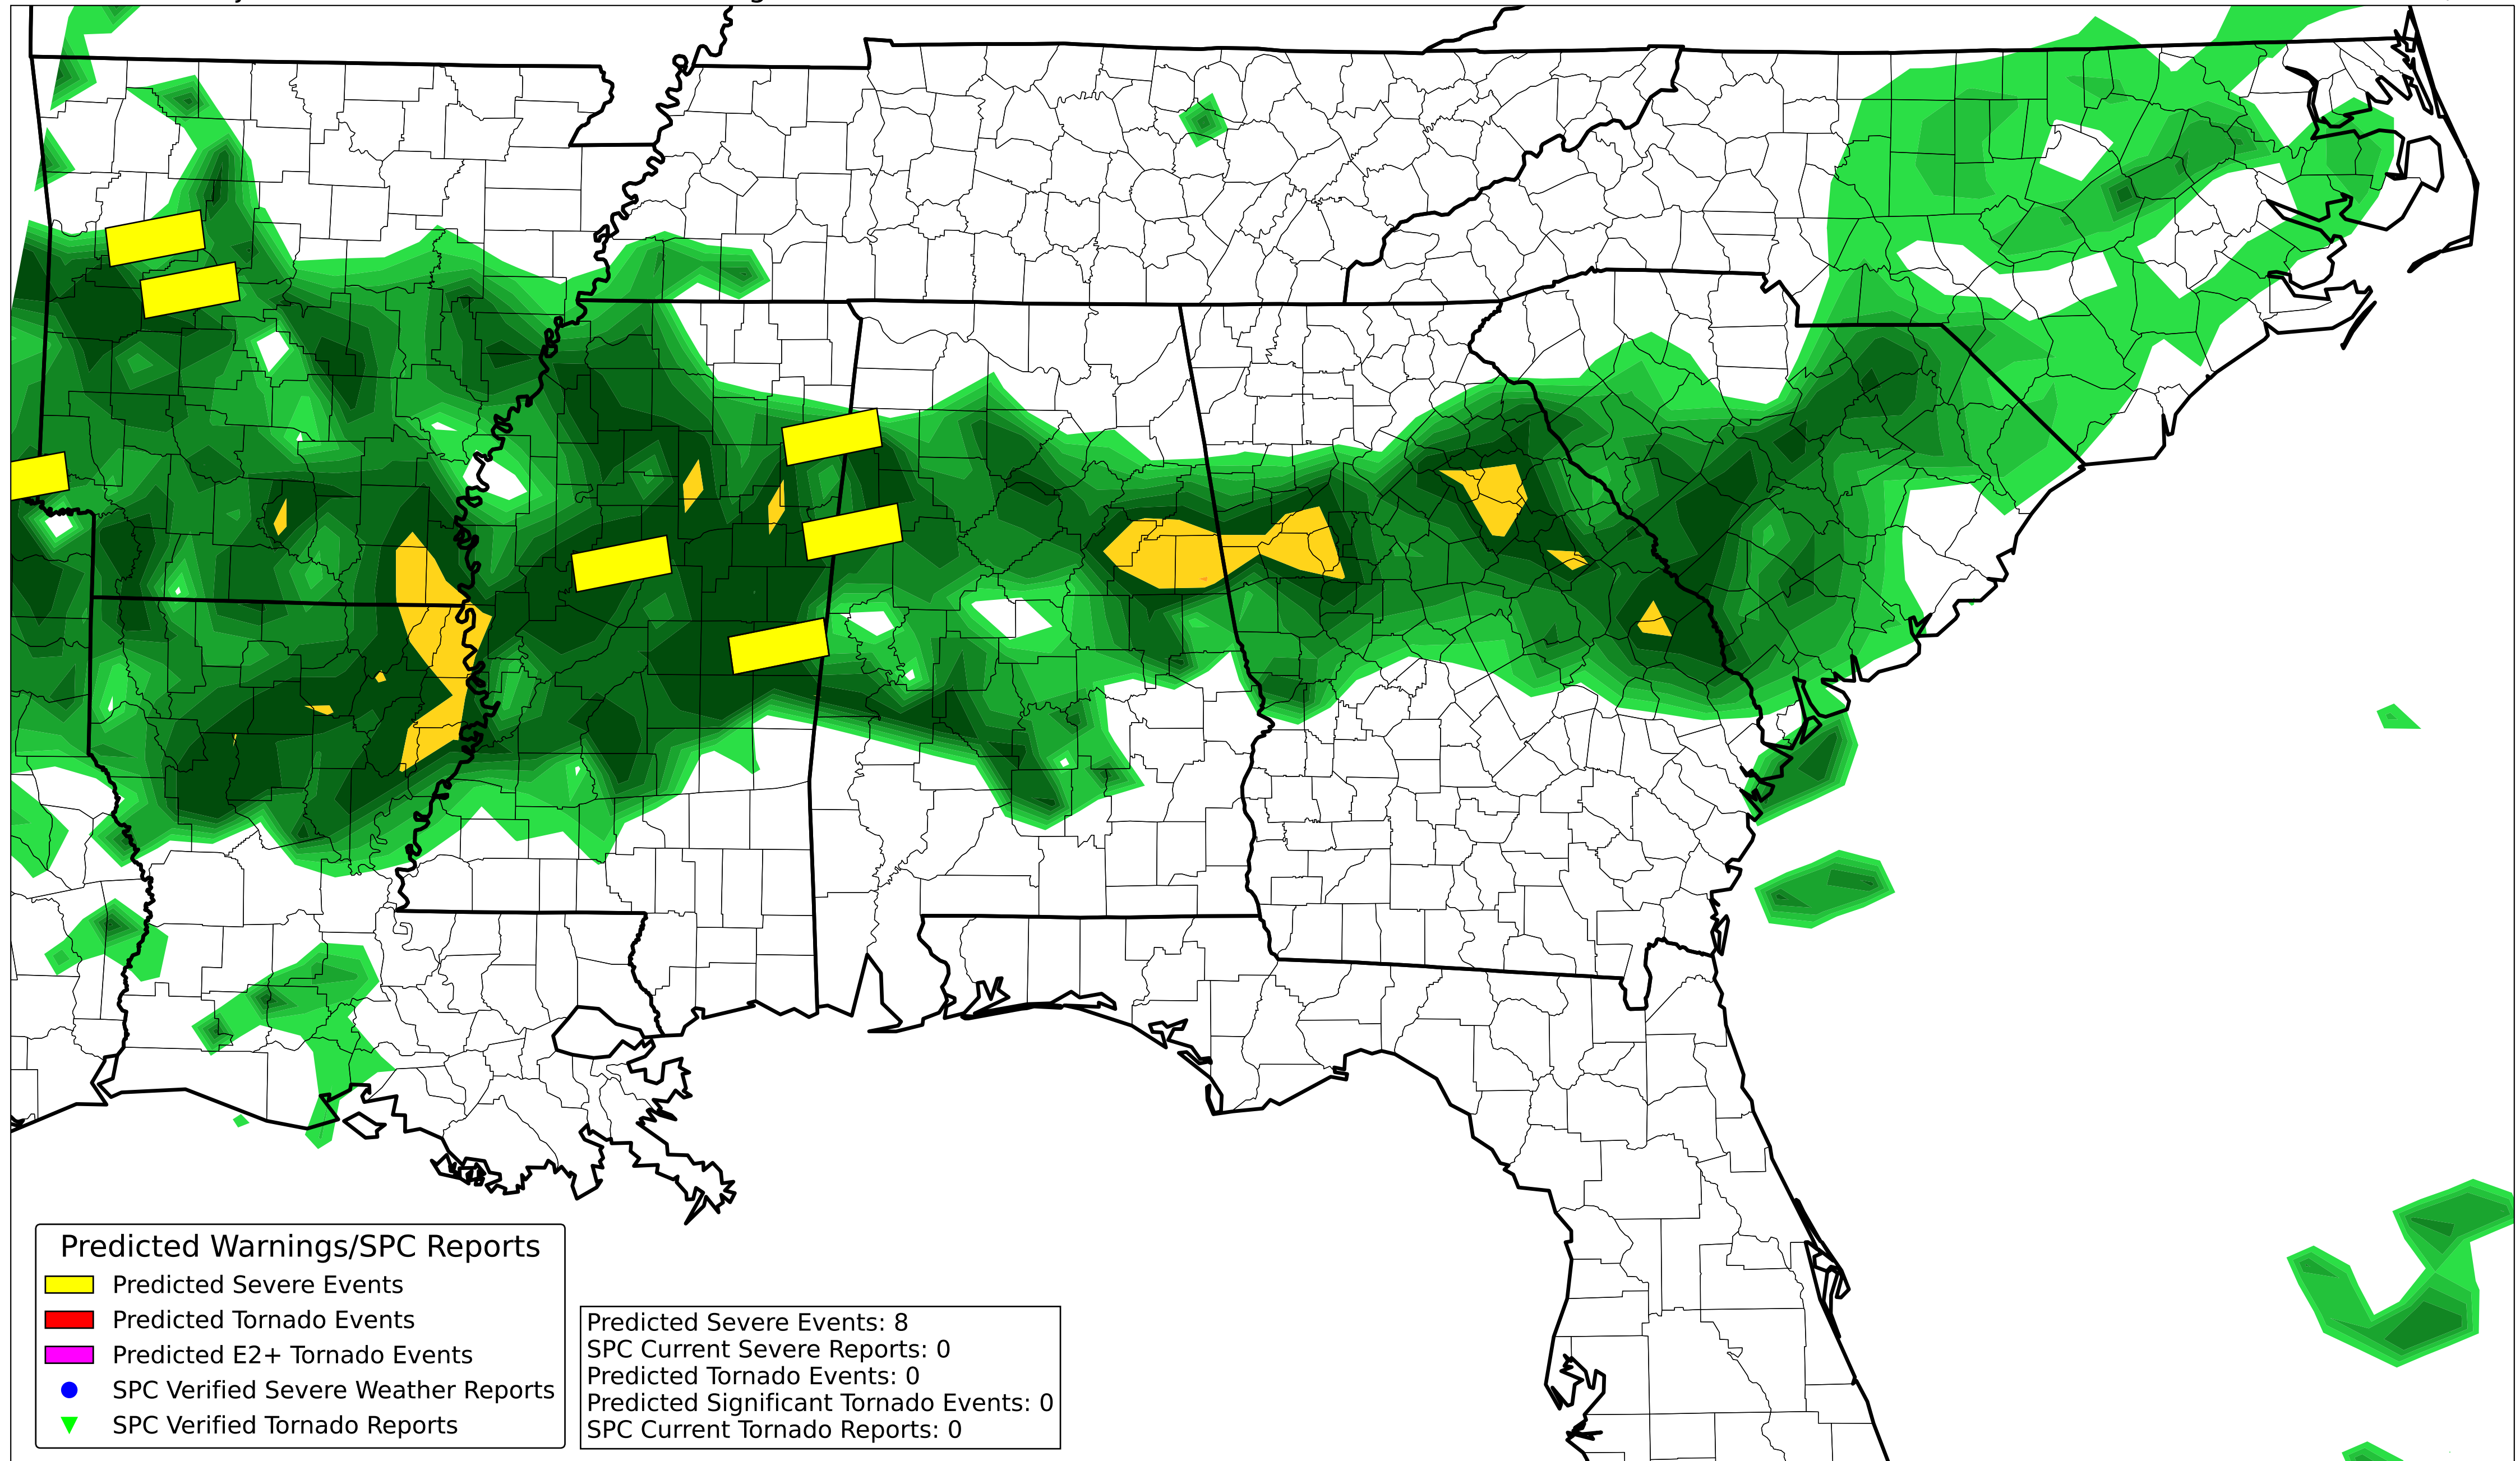 Predicted Warnings/SPC Reports
Predicted Severe Events
Predicted Tornado Events
Predicted E2+ Tornado Events
SPC Verified Severe Weather Reports
SPC Verified Tornado Reports
Predicted Severe Events: 8
SPC Current Severe Reports: 0
Predicted Tornado Events: 0
Predicted Significant Tornado Events: 0
SPC Current Tornado Reports: 0